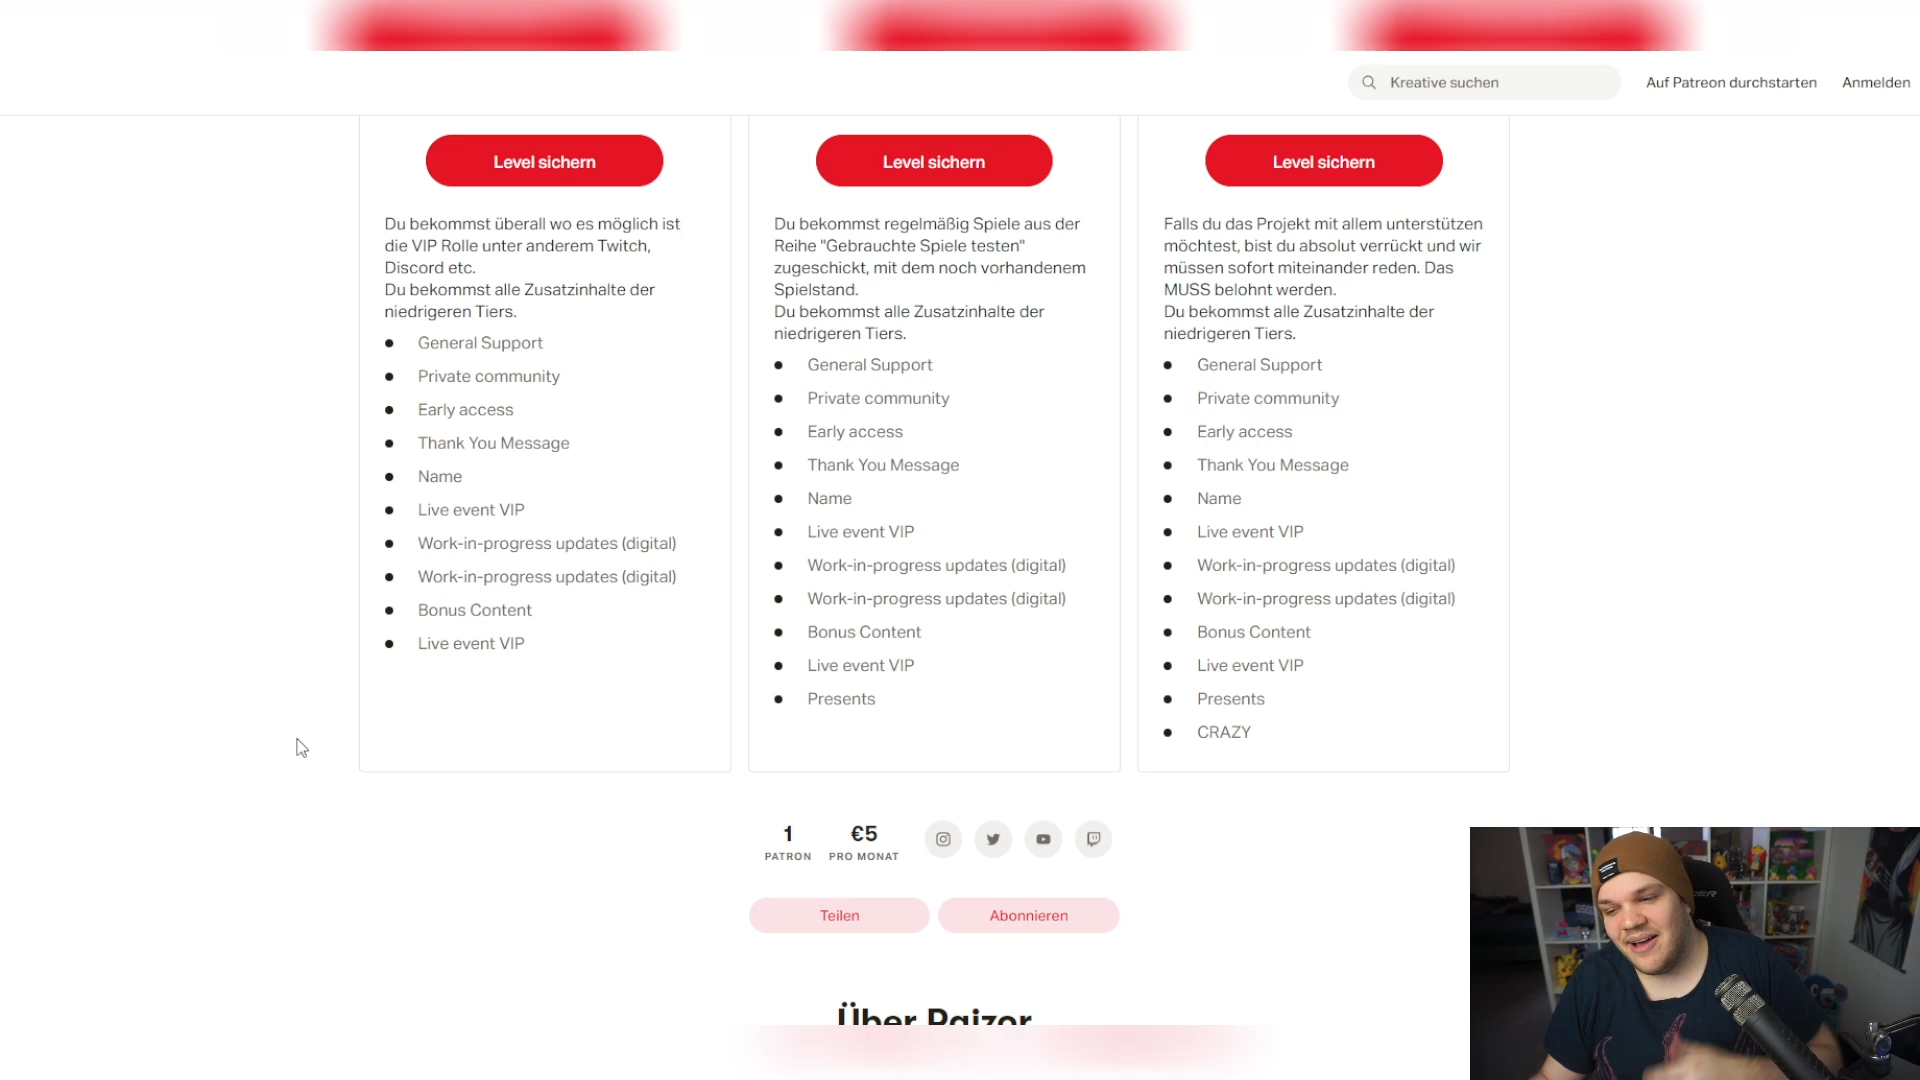 Kreative suchen
Auf Patreon durchstarten
Anmelden
Level sichern
Du bekommst überall wo es möglich ist
die VIP Rolle unter anderem Twitch,
Discord etc.
Du bekommst alle Zusatzinhalte der
niedrigeren Tiers.
General Support
Private community
Early access
Thank You Message
Name
Live event VIP
Work-in-progress updates (digital)
Work-in-progress updates (digital)
Bonus Content
Live event VIP
Level sichern
Du bekommst regelmäßig Spiele aus der
Reihe "Gebrauchte Spiele testen"
zugeschickt, mit dem noch vorhandenem
Spielstand.
Du bekommst alle Zusatzinhalte der
niedrigeren Tiers.
General Support
Private community
Early access
Thank You Message
Name
Live event VIP
Work-in-progress updates (digital)
Work-in-progress updates (digital)
Bonus Content
Live event VIP
Presents
Level sichern
Falls du das Projekt mit allem unterstützen
möchtest, bist du absolut verrückt und wir
müssen sofort miteinander reden. Das
MUSS belohnt werden.
Du bekommst alle Zusatzinhalte der
niedrigeren Tiers.
General Support
Private community
Early access
Thank You Message
Name
Live event VIP
Work-in-progress updates (digital)
Work-in-progress updates (digital)
Bonus Content
Live event VIP
Presents
CRAZY
1
PATRON
€5
PRO MONAT
Teilen
Abonnieren
Über